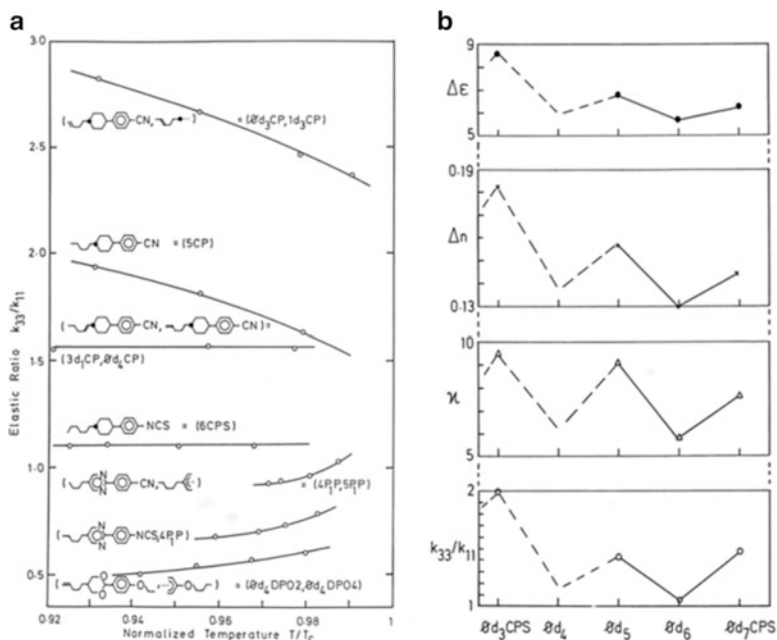 a
b
Elastic Ratio k₃₃/k₁₁
3.0
2.5
2.0
1.5
1.0
0.5
CN,
= (Ød₃CP,1d₃CP)
CN = (5CP)
CN, CN) =
(3d₁CP,Ød₄CP)
NCS = (6CPS)
N
N
CN,
= (4P₁P,5P₁P)
N
N
NCS,4P₁P)
O
O
O
O
= (Ød₄DPO2,Ød₄DPO4)
0.92
0.94
0.96
0.98
1
Normalized Temperature T/Tc
Δε
9
5
Δn
0.19
0.13
ϰ
10
5
k₃₃/k₁₁
2
1
Ød₃CPS
Ød₄
Ød₅
Ød₆
Ød₇CPS